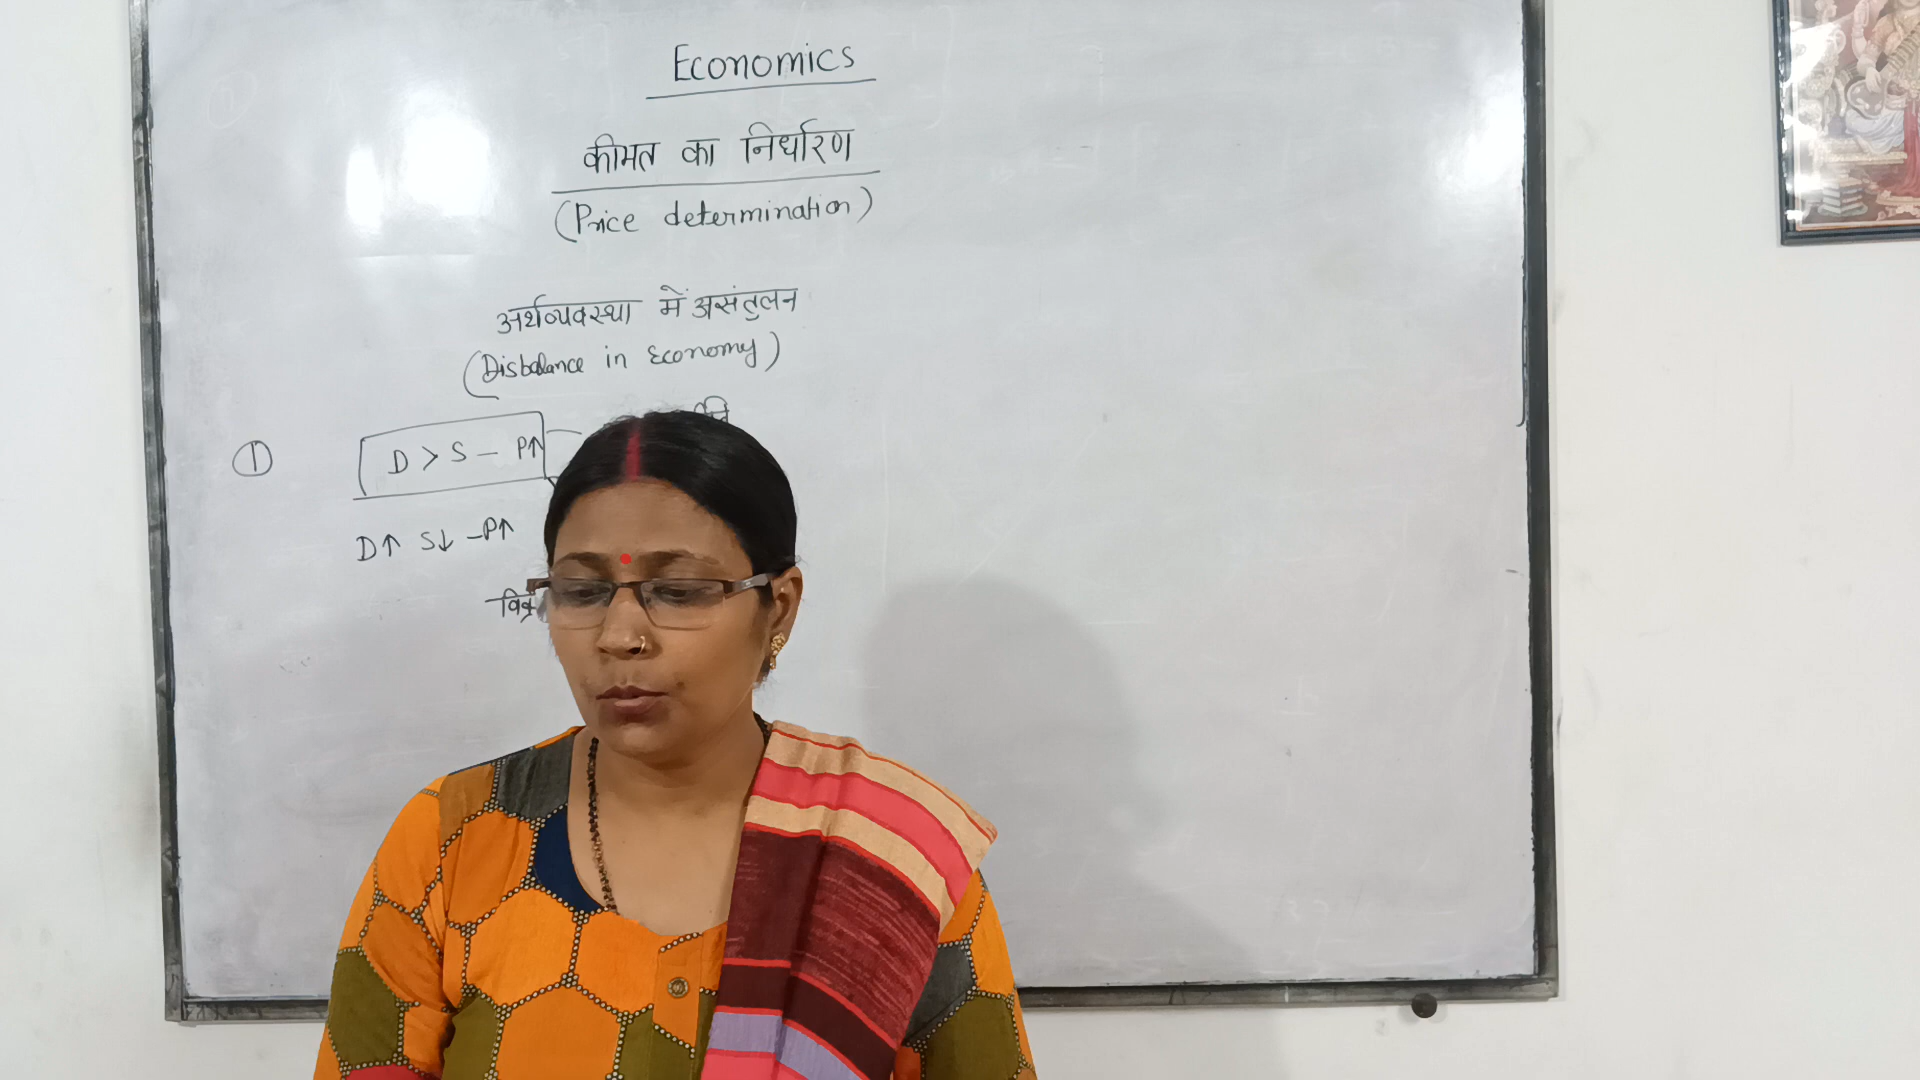 Economics
कीमत का निर्धारण
(Price determination)
अर्थव्यवस्था में असंतुलन
(Disbalance in Economy)
① D > S – P↑
D↑ S↓ – P↑